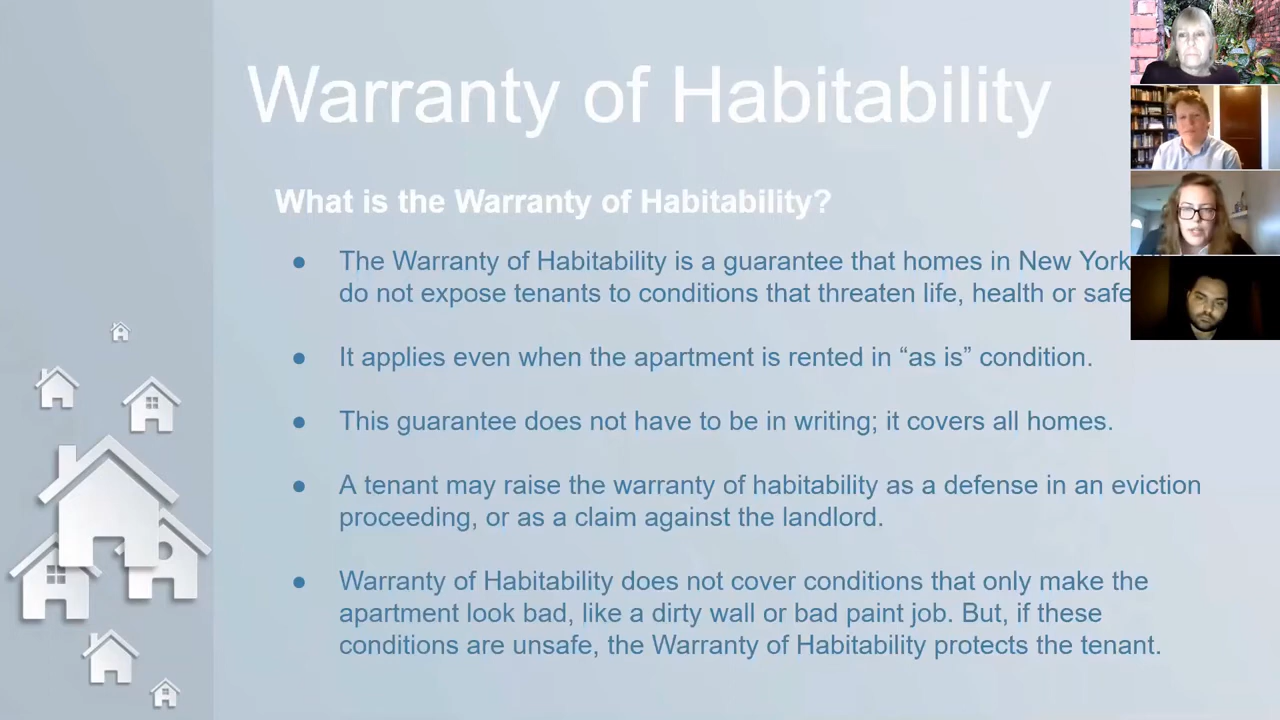 Warranty of Habitability
What is the Warranty of Habitability?
● The Warranty of Habitability is a guarantee that homes in New York
do not expose tenants to conditions that threaten life, health or safe
● It applies even when the apartment is rented in “as is” condition.
● This guarantee does not have to be in writing; it covers all homes.
● A tenant may raise the warranty of habitability as a defense in an eviction
proceeding, or as a claim against the landlord.
● Warranty of Habitability does not cover conditions that only make the
apartment look bad, like a dirty wall or bad paint job. But, if these
conditions are unsafe, the Warranty of Habitability protects the tenant.